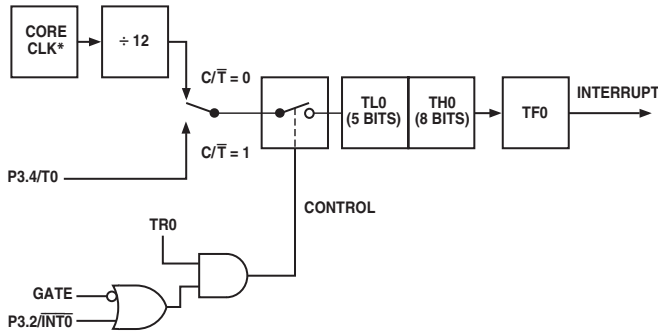 CORE
CLK*
÷ 12
C/T̅ = 0
C/T̅ = 1
P3.4/T0
TL0
(5 BITS)
TH0
(8 BITS)
TF0
INTERRUPT
CONTROL
TR0
GATE
P3.2/I̅N̅T̅0̅